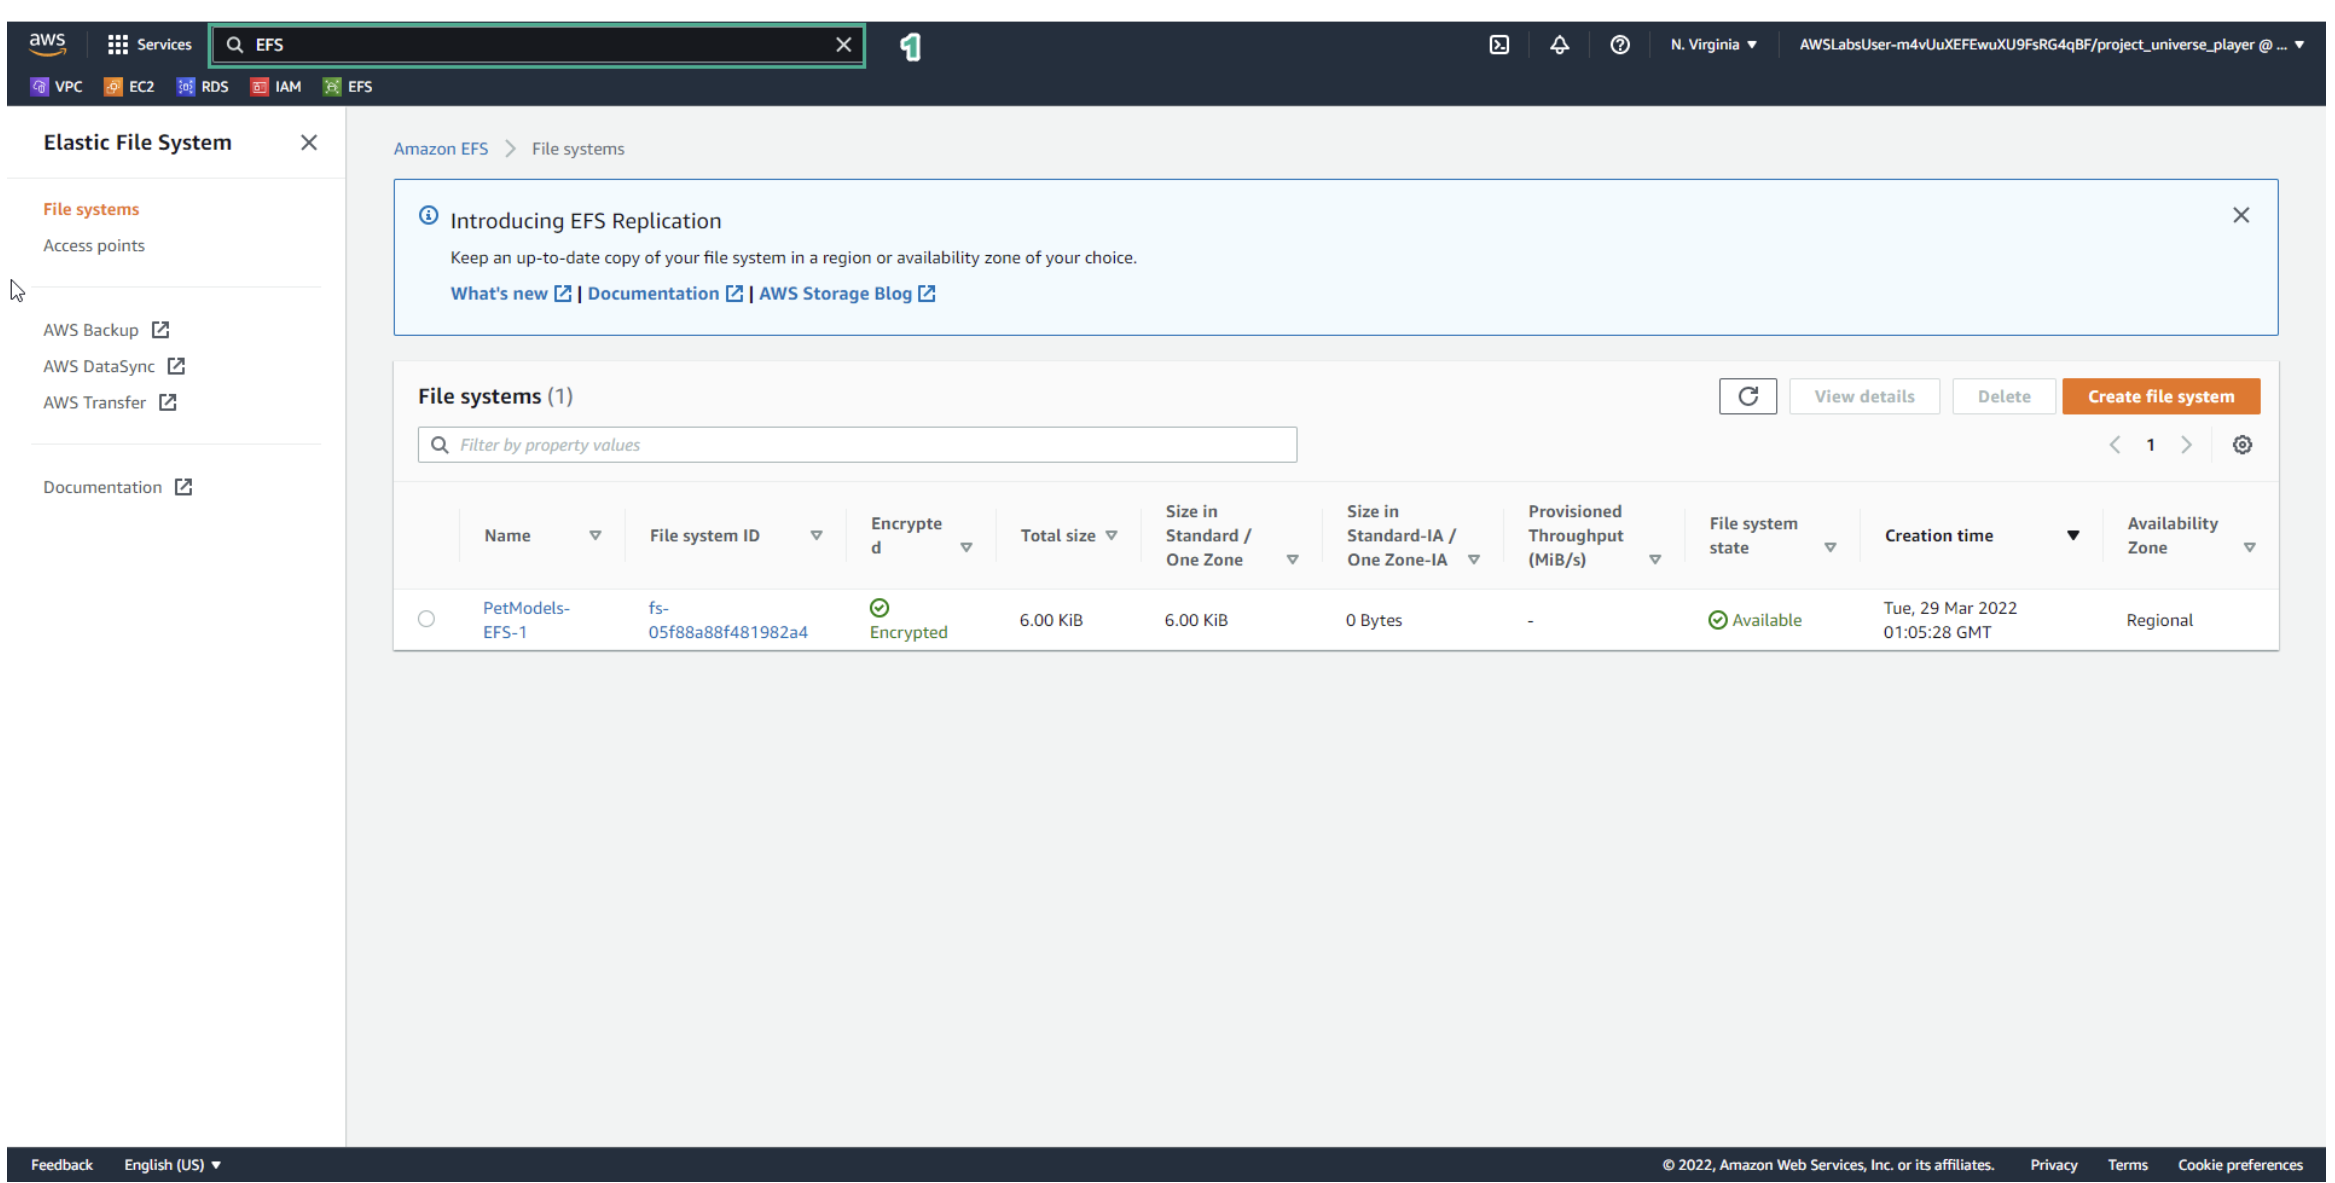 aws Services EFS 1 N. Virginia ▼ AWSLabsUser-m4vUuXEFEwuXU9FsRG4qBF/project_universe_player @ ... ▼
VPC EC2 RDS IAM EFS
Elastic File System
File systems
Access points
AWS Backup
AWS DataSync
AWS Transfer
Documentation
Amazon EFS > File systems
Introducing EFS Replication
Keep an up-to-date copy of your file system in a region or availability zone of your choice.
What's new | Documentation | AWS Storage Blog
File systems (1) View details Delete Create file system
Filter by property values 1
Name
File system ID
Encrypte
d
Total size
Size in
Standard /
One Zone
Size in
Standard-IA /
One Zone-IA
Provisioned
Throughput
(MiB/s)
File system
state
Creation time
Availability
Zone
PetModels-
EFS-1
fs-
05f88a88f481982a4
Encrypted
6.00 KiB
6.00 KiB
0 Bytes
-
Available
Tue, 29 Mar 2022
01:05:28 GMT
Regional
Feedback English (US) ▼ © 2022, Amazon Web Services, Inc. or its affiliates. Privacy Terms Cookie preferences